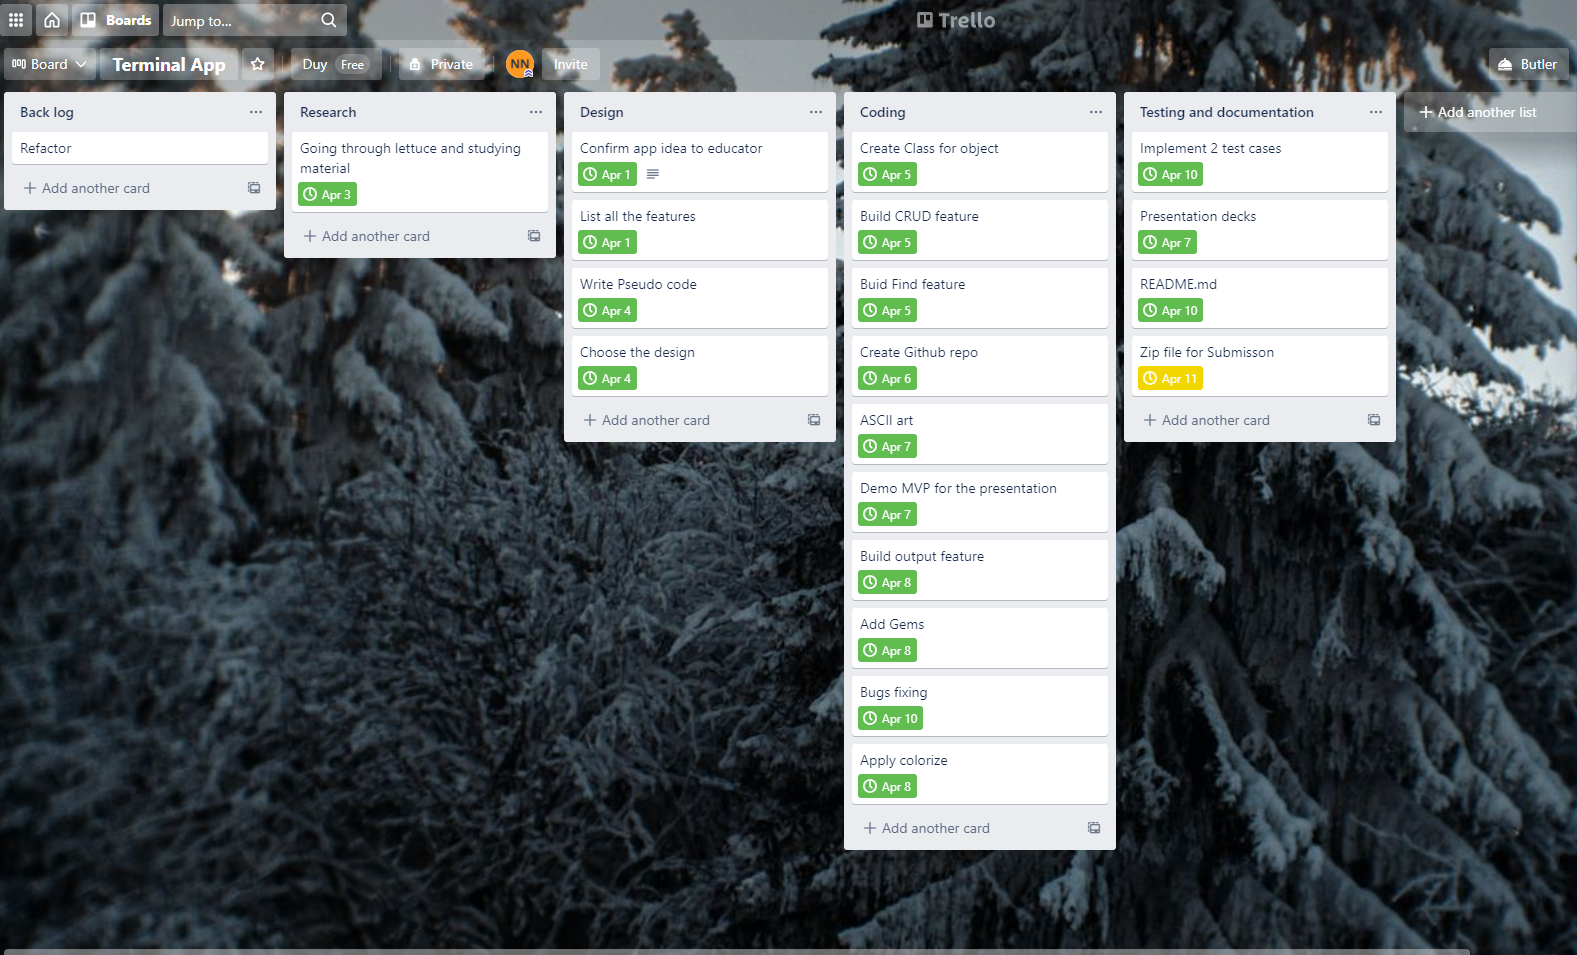 Boards
Jump to...
Trello
Board
Terminal App
Duy Free
Private
NN
Invite
Butler
Back log
Refactor
Add another card
Research
Going through lettuce and studying
material
Apr 3
Add another card
Design
Confirm app idea to educator
Apr 1
List all the features
Apr 1
Write Pseudo code
Apr 4
Choose the design
Apr 4
Add another card
Coding
Create Class for object
Apr 5
Build CRUD feature
Apr 5
Buid Find feature
Apr 5
Create Github repo
Apr 6
ASCII art
Apr 7
Demo MVP for the presentation
Apr 7
Build output feature
Apr 8
Add Gems
Apr 8
Bugs fixing
Apr 10
Apply colorize
Apr 8
Add another card
Testing and documentation
Implement 2 test cases
Apr 10
Presentation decks
Apr 7
README.md
Apr 10
Zip file for Submisson
Apr 11
Add another card
Add another list